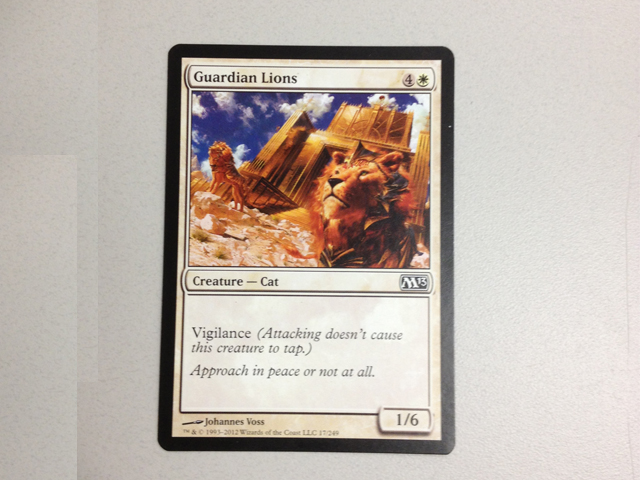 Guardian Lions 4
Creature — Cat M13
Vigilance (Attacking doesn't cause
this creature to tap.)
Approach in peace or not at all.
1/6
Johannes Voss
™ & © 1993–2012 Wizards of the Coast LLC 17/249